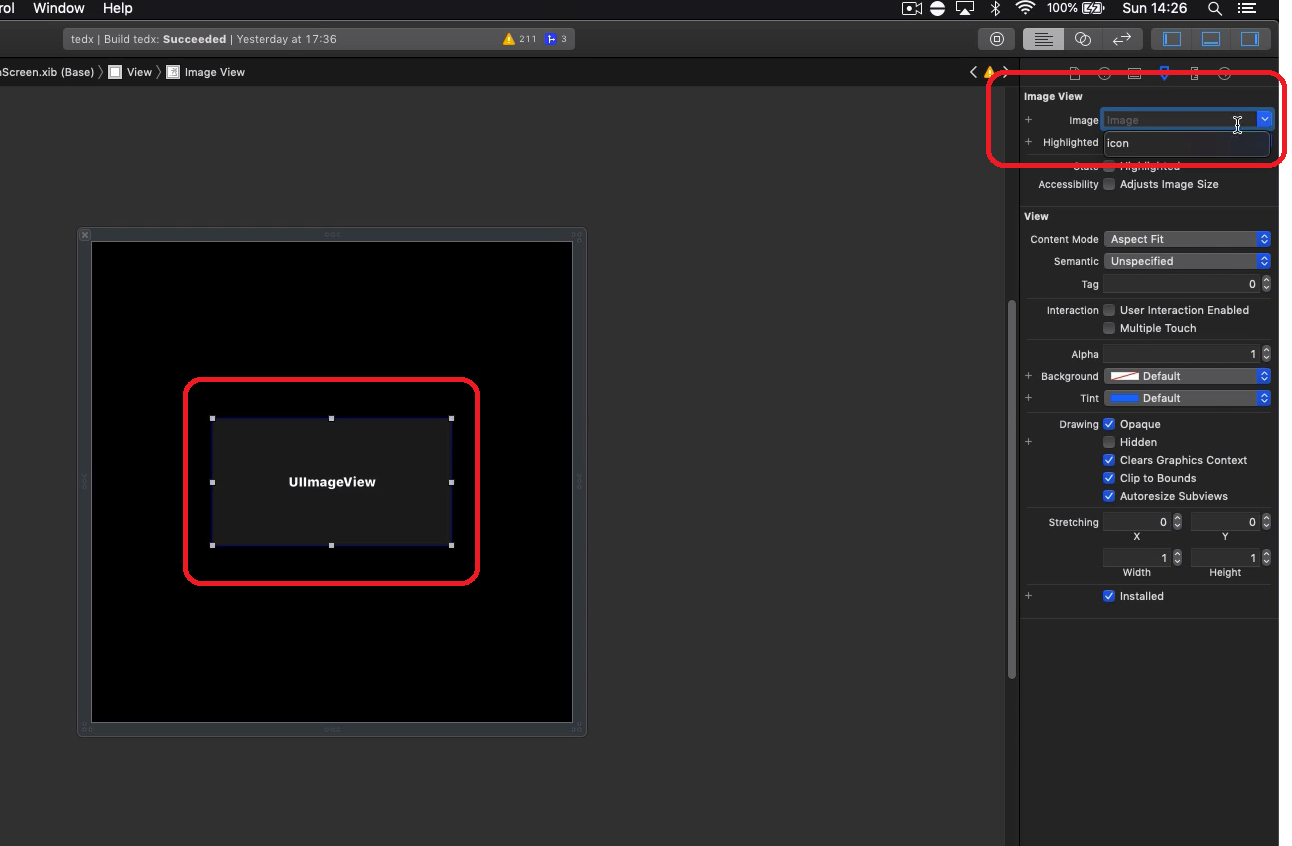 rol Window Help 100% Sun 14:26
tedx | Build tedx: Succeeded | Yesterday at 17:36 211 3
nScreen.xib (Base) View Image View
Image View
Image Image
Highlighted icon
State Highlighted
Accessibility Adjusts Image Size
View
Content Mode Aspect Fit
Semantic Unspecified
Tag 0
Interaction User Interaction Enabled
Multiple Touch
Alpha 1
Background Default
Tint Default
Drawing Opaque
Hidden
Clears Graphics Context
Clip to Bounds
Autoresize Subviews
Stretching 0 0
X Y
1 1
Width Height
Installed
UIImageView